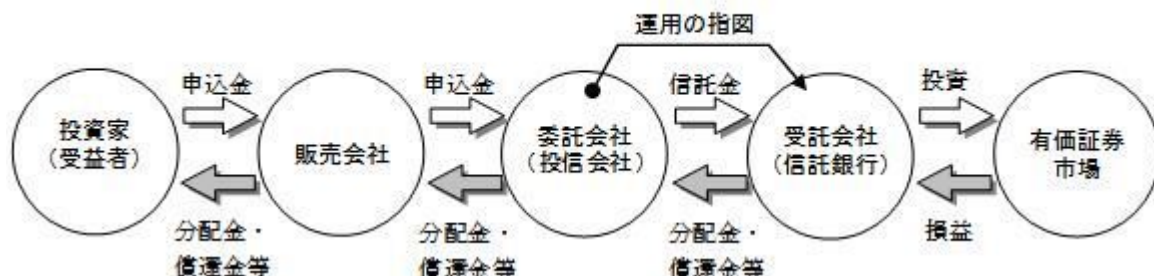 運用の指図
申込金
申込金
信託金
投資
投資家
(受益者)
販売会社
委託会社
(投信会社)
受託会社
(信託銀行)
有価証券
市場
分配金・
償還金等
分配金・
償還金等
分配金・
償還金等
損益